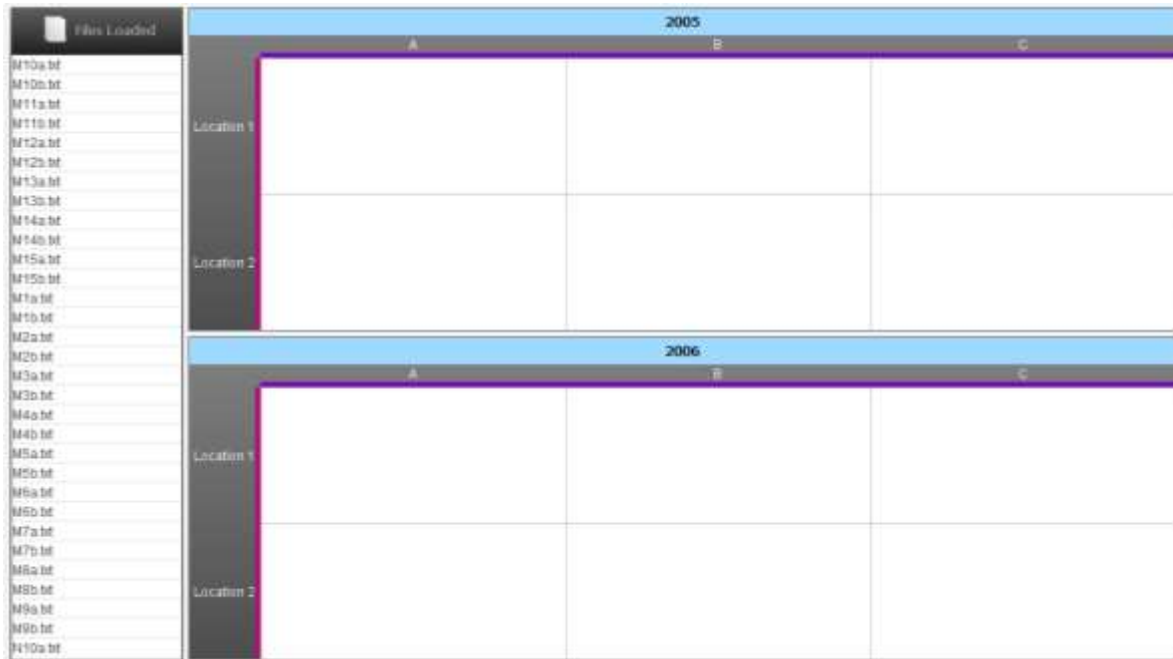 Files Loaded
M10a.txt
M10b.txt
M11a.txt
M11b.txt
M12a.txt
M12b.txt
M13a.txt
M13b.txt
M14a.txt
M14b.txt
M15a.txt
M15b.txt
M1a.txt
M1b.txt
M2a.txt
M2b.txt
M3a.txt
M3b.txt
M4a.txt
M4b.txt
M5a.txt
M5b.txt
M6a.txt
M6b.txt
M7a.txt
M7b.txt
M8a.txt
M8b.txt
M9a.txt
M9b.txt
N10a.txt
2005
A B C
Location 1
Location 2
2006
A B C
Location 1
Location 2